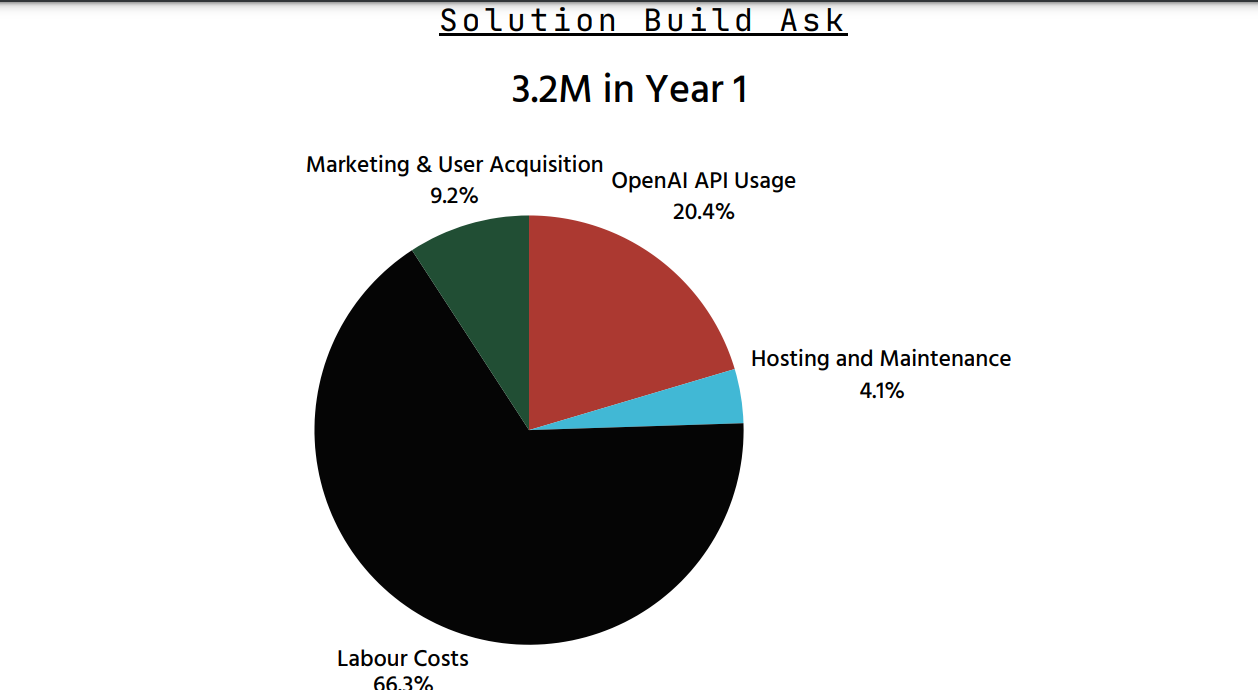 Solution Build Ask
3.2M in Year 1
Marketing & User Acquisition
9.2%
OpenAI API Usage
20.4%
Hosting and Maintenance
4.1%
Labour Costs
66.3%